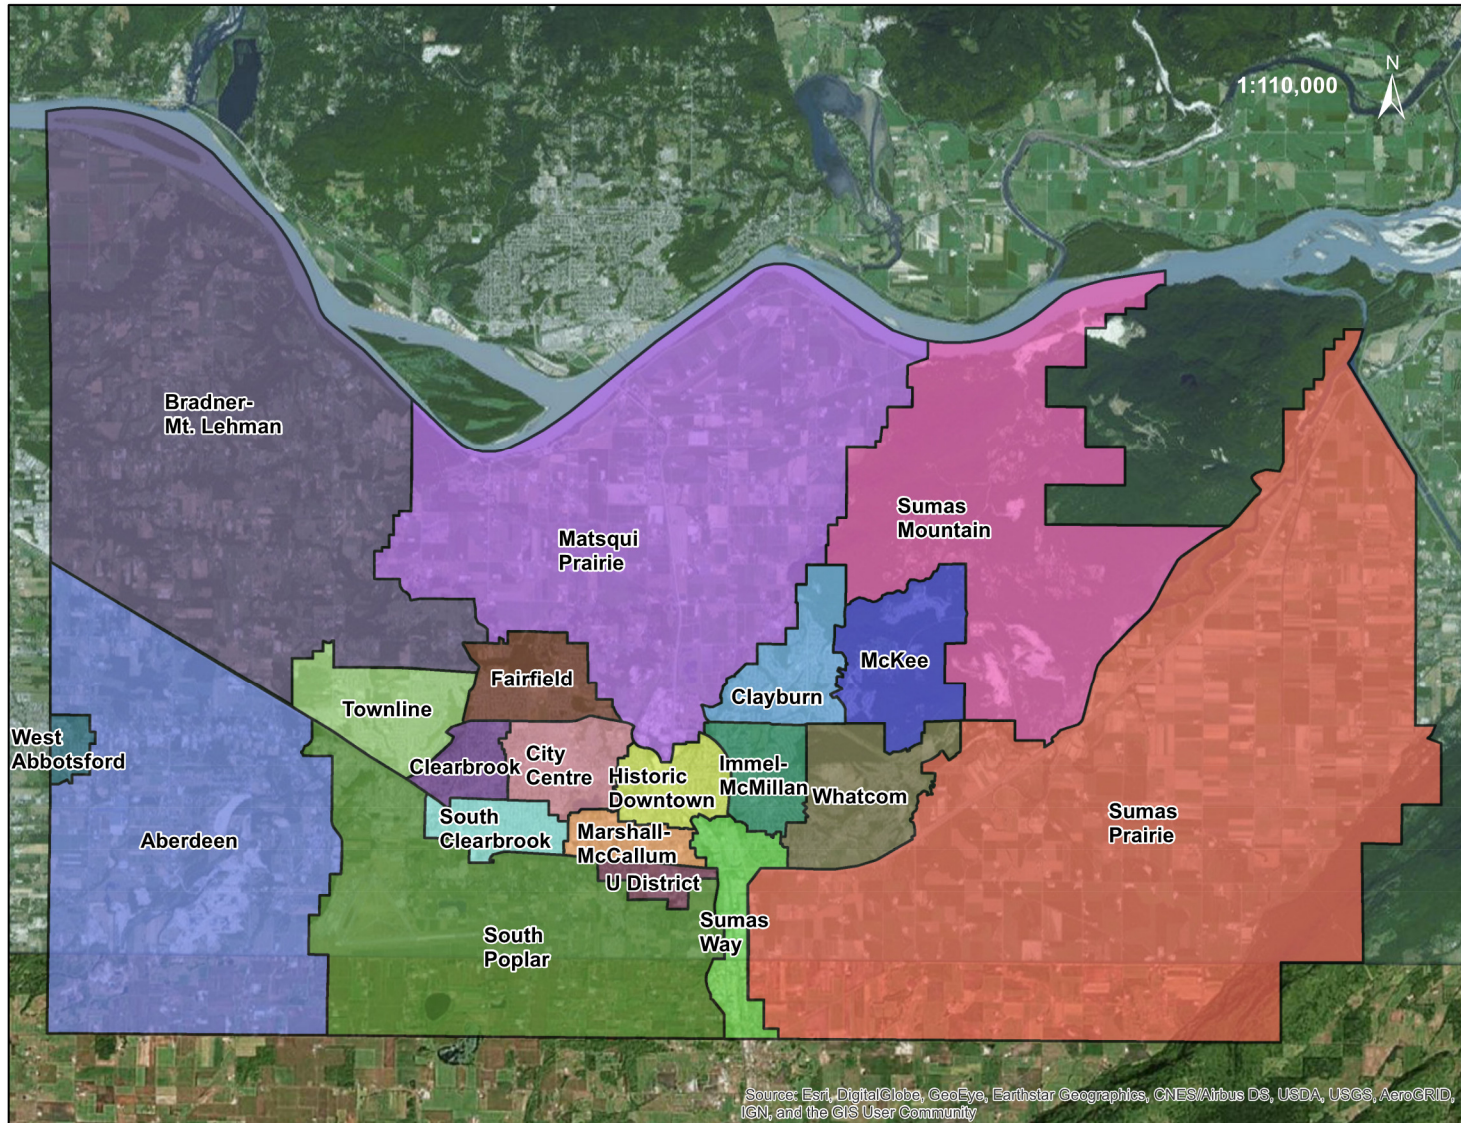 N
1:110,000
Bradner-
Mt. Lehman
Sumas
Mountain
Matsqui
Prairie
McKee
Fairfield
Clayburn
Townline
West
Abbotsford
Clearbrook
City
Centre
Historic
Downtown
Immel-
McMillan
Whatcom
Sumas
Prairie
South
Clearbrook
Marshall-
McCallum
Aberdeen
U District
Sumas
Way
South
Poplar
Source: Esri, DigitalGlobe, GeoEye, Earthstar Geographics, CNES/Airbus DS, USDA, USGS, AeroGRID,
IGN, and the GIS User Community